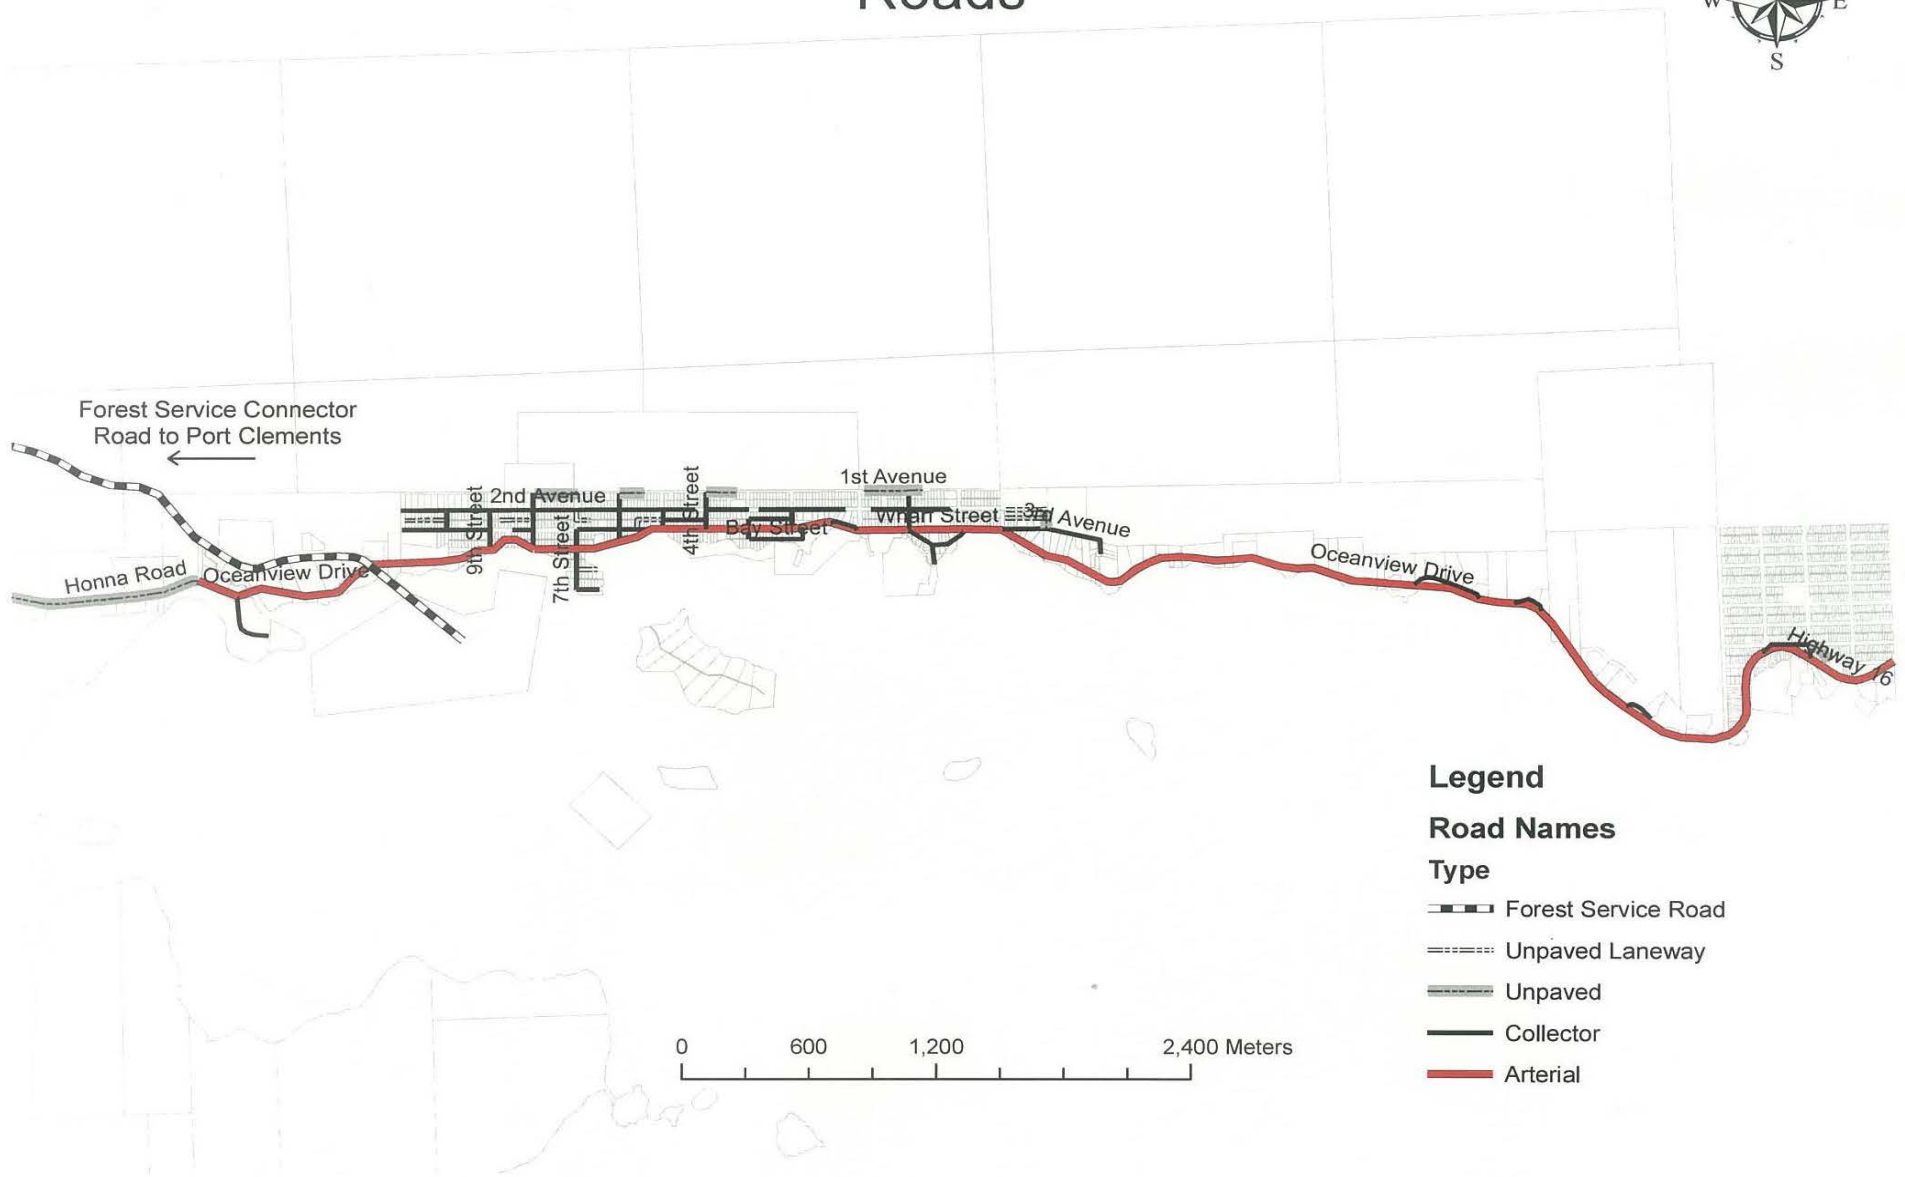 Roads
W
E
S
Forest Service Connector
Road to Port Clements
Honna Road
Oceanview Drive
9th Street
2nd Avenue
7th Street
4th Street
Bay Street
1st Avenue
Wharf Street
3rd Avenue
Oceanview Drive
Highway 16
Legend
Road Names
Type
Forest Service Road
Unpaved Laneway
Unpaved
Collector
Arterial
0 600 1,200 2,400 Meters